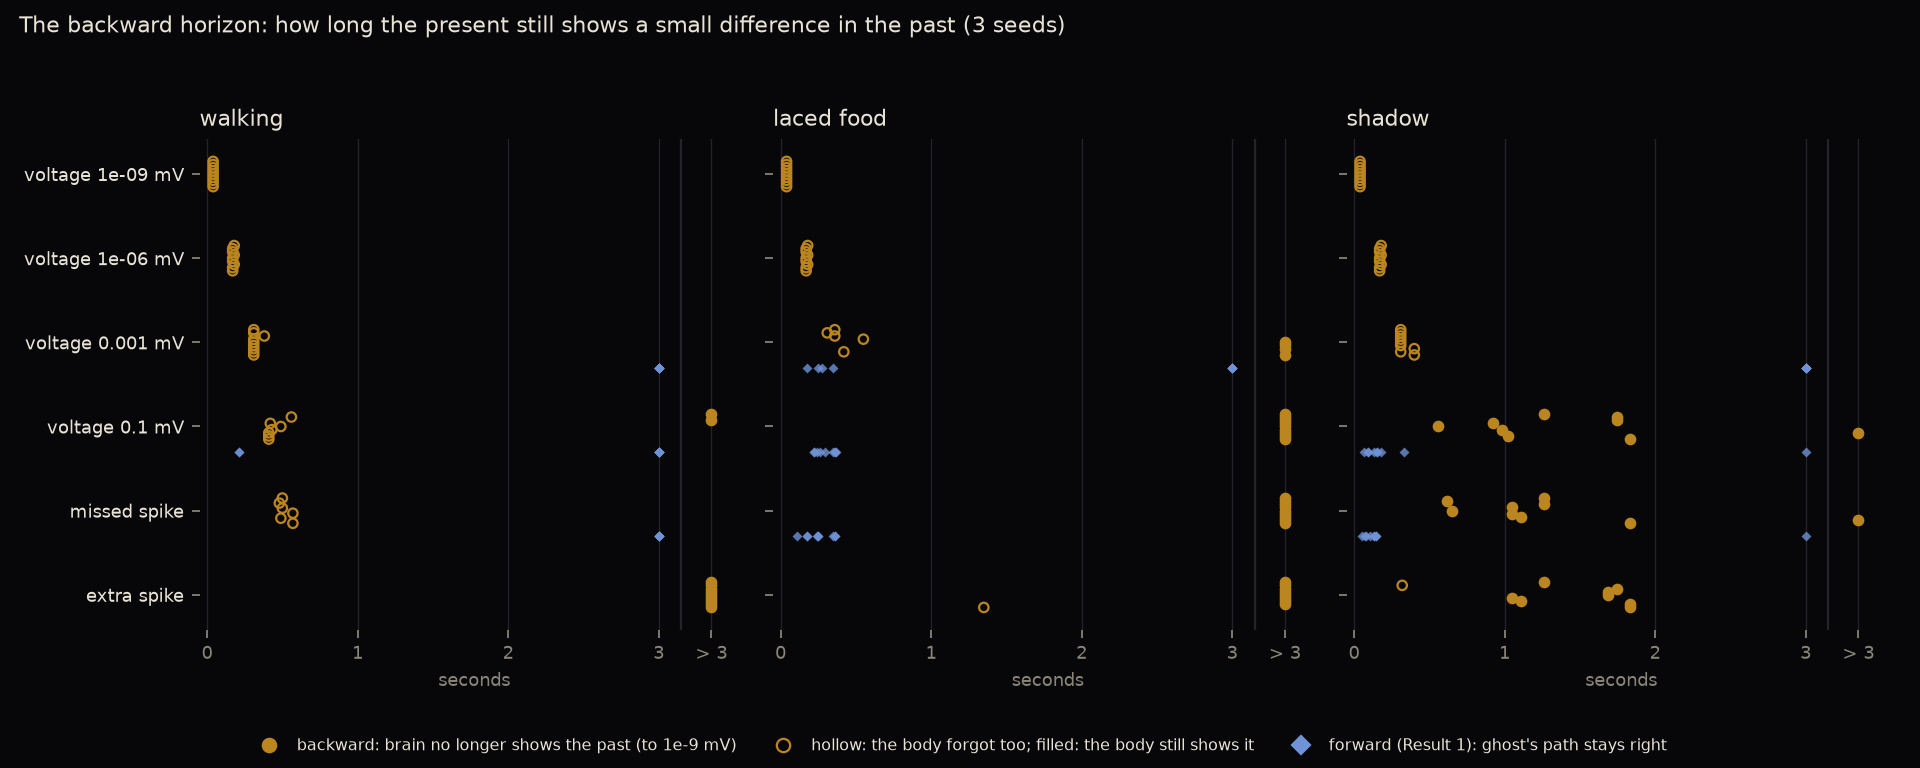 The backward horizon: how long the present still shows a small difference in the past (3 seeds)
walking
laced food
shadow
voltage 1e-09 mV
voltage 1e-06 mV
voltage 0.001 mV
voltage 0.1 mV
missed spike
extra spike
0 1 2 3 > 3
0 1 2 3 > 3
0 1 2 3 > 3
seconds
seconds
seconds
backward: brain no longer shows the past (to 1e-9 mV)
hollow: the body forgot too; filled: the body still shows it
forward (Result 1): ghost's path stays right